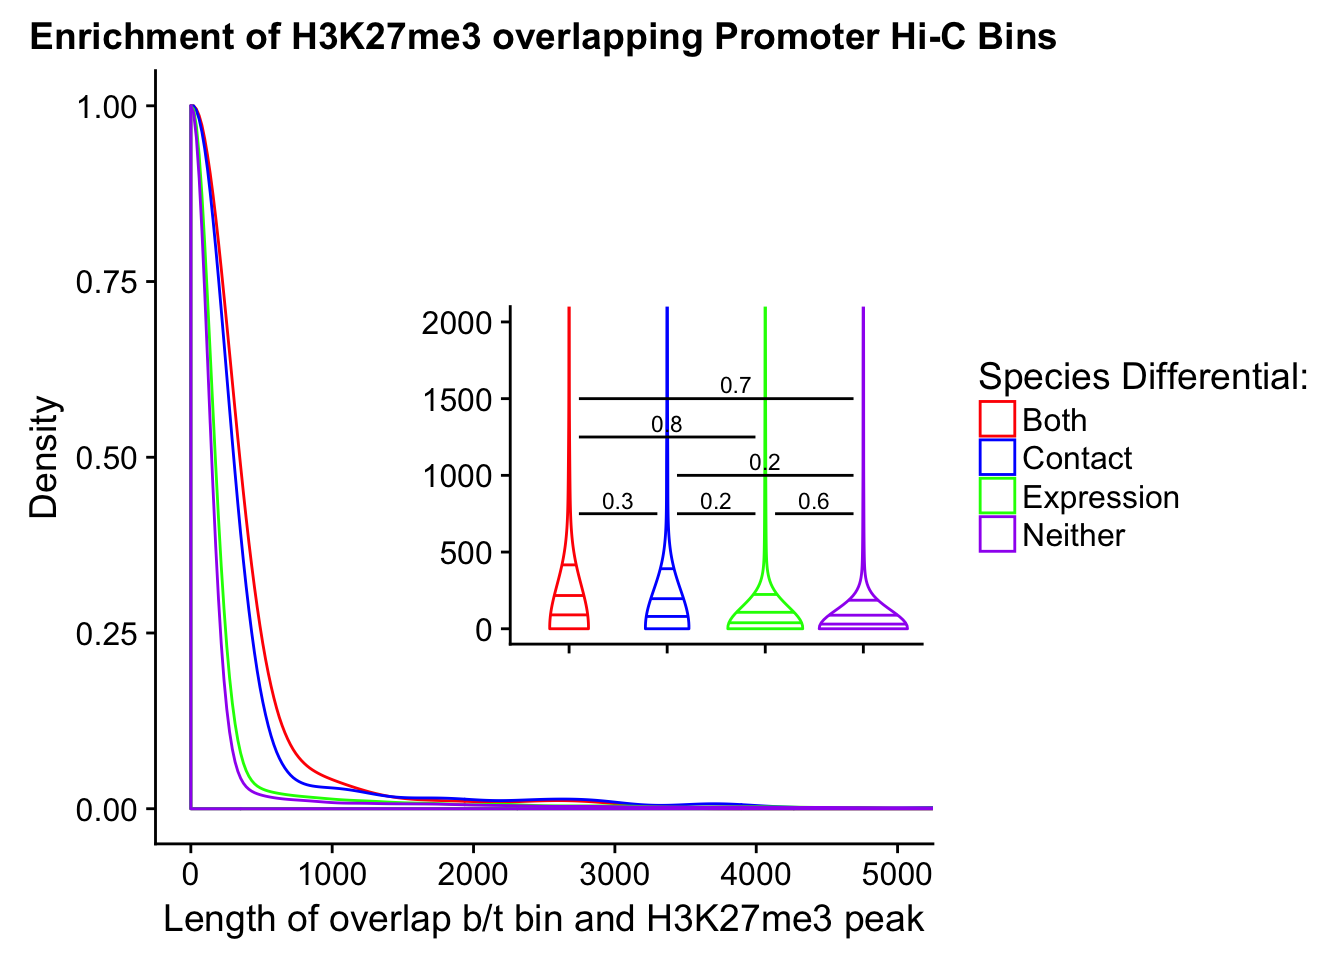 Enrichment of H3K27me3 overlapping Promoter Hi-C Bins
1.00
0.75
0.50
0.25
0.00
Density
0
1000
2000
3000
4000
5000
Length of overlap b/t bin and H3K27me3 peak
2000
1500
1000
500
0
0.7
0.8
0.2
0.3
0.2
0.6
Species Differential:
Both
Contact
Expression
Neither